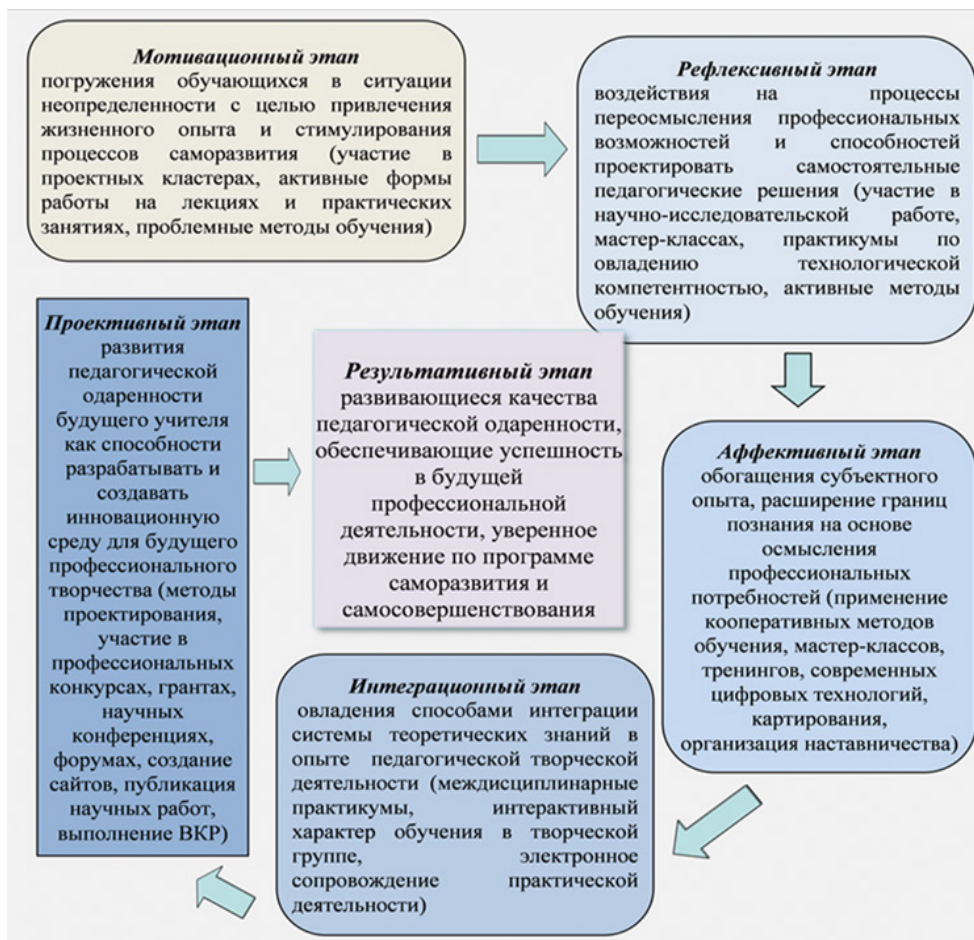 Мотивационный этап
погружения обучающихся в ситуации
неопределенности с целью привлечения
жизненного опыта и стимулирования
процессов саморазвития (участие в
проектных кластерах, активные формы
работы на лекциях и практических
занятиях, проблемные методы обучения)
Рефлексивный этап
воздействия на процессы
переосмысления профессиональных
возможностей и способностей
проектировать самостоятельные
педагогические решения (участие в
научно-исследовательской работе,
мастер-классах, практикумы по
овладению технологической
компетентностью, активные методы
обучения)
Аффективный этап
обогащения субъектного
опыта, расширение границ
познания на основе
осмысления
профессиональных
потребностей (применение
кооперативных методов
обучения, мастер-классов,
тренингов, современных
цифровых технологий,
картирования,
организация наставничества)
Интеграционный этап
овладения способами интеграции
системы теоретических знаний в
опыте педагогической творческой
деятельности (междисциплинарные
практикумы, интерактивный
характер обучения в творческой
группе, электронное
сопровождение практической
деятельности)
Проективный этап
развития
педагогической
одаренности
будущего учителя
как способности
разрабатывать и
создавать
инновационную
среду для будущего
профессионального
творчества (методы
проектирования,
участие в
профессиональных
конкурсах, грантах,
научных
конференциях,
форумах, создание
сайтов, публикация
научных работ,
выполнение ВКР)
Результативный этап
развивающиеся качества
педагогической одаренности,
обеспечивающие успешность
в будущей
профессиональной
деятельности, уверенное
движение по программе
саморазвития и
самосовершенствования